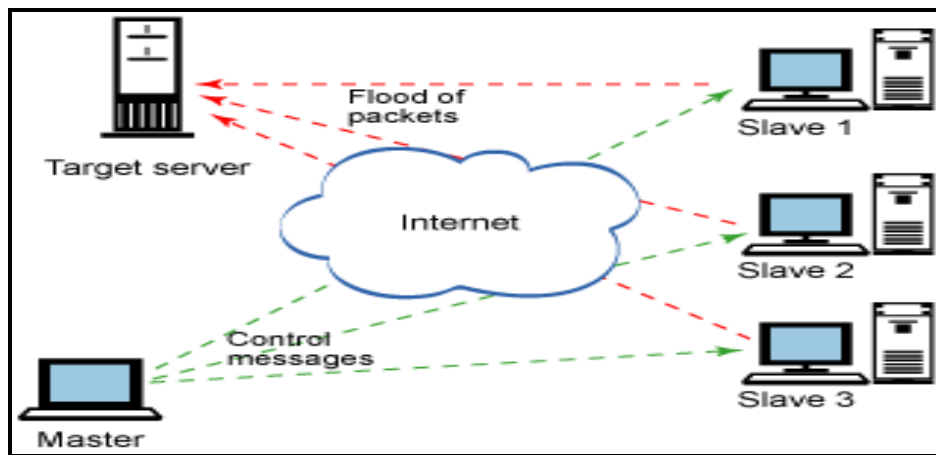 Flood of
packets
Slave 1
Target server
Internet
Slave 2
Control
messages
Slave 3
Master